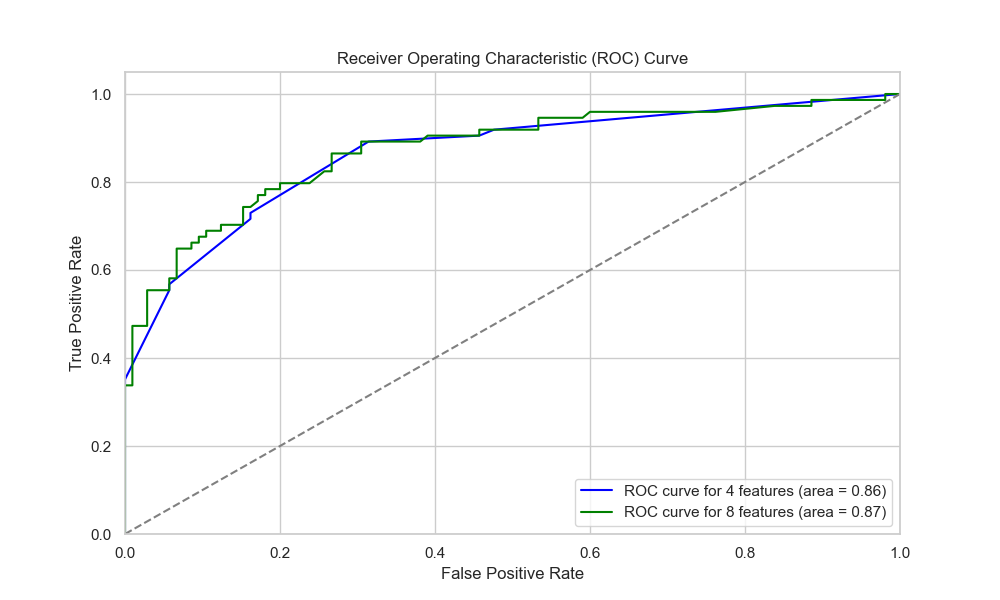 Receiver Operating Characteristic (ROC) Curve
1.0
0.8
0.6
0.4
0.2
0.0
True Positive Rate
ROC curve for 4 features (area = 0.86)
ROC curve for 8 features (area = 0.87)
0.0 0.2 0.4 0.6 0.8 1.0
False Positive Rate